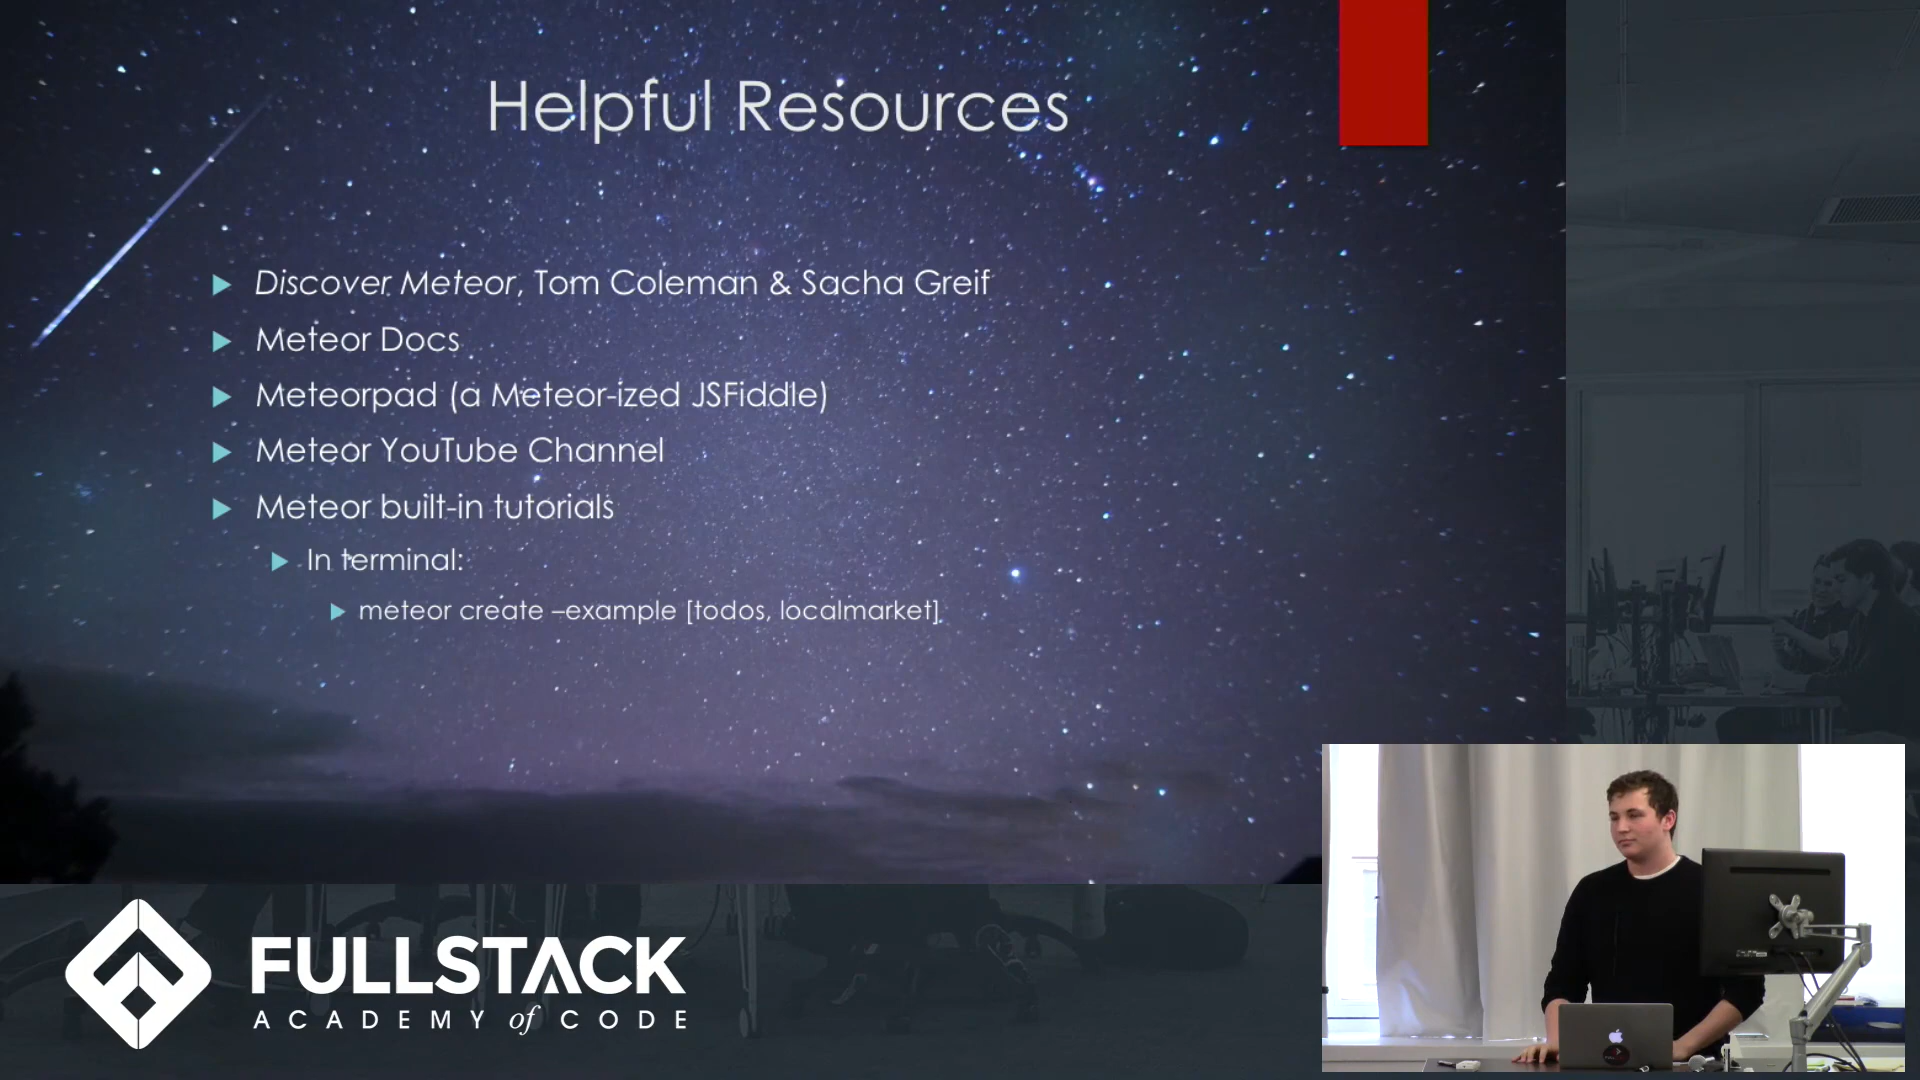 Helpful Resources
Discover Meteor, Tom Coleman & Sacha Greif
Meteor Docs
Meteorpad (a Meteor-ized JSFiddle)
Meteor YouTube Channel
Meteor built-in tutorials
In terminal:
meteor create –example [todos, localmarket]
FULLSTACK
ACADEMY of CODE